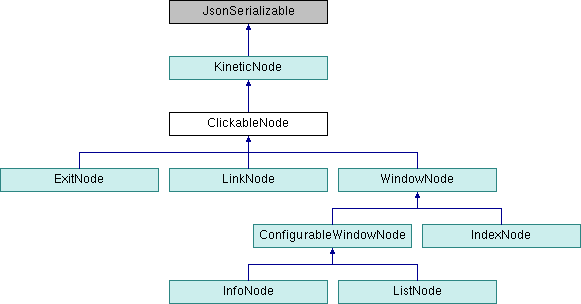 JsonSerializable
KineticNode
ClickableNode
ExitNode LinkNode WindowNode
ConfigurableWindowNode IndexNode
InfoNode ListNode